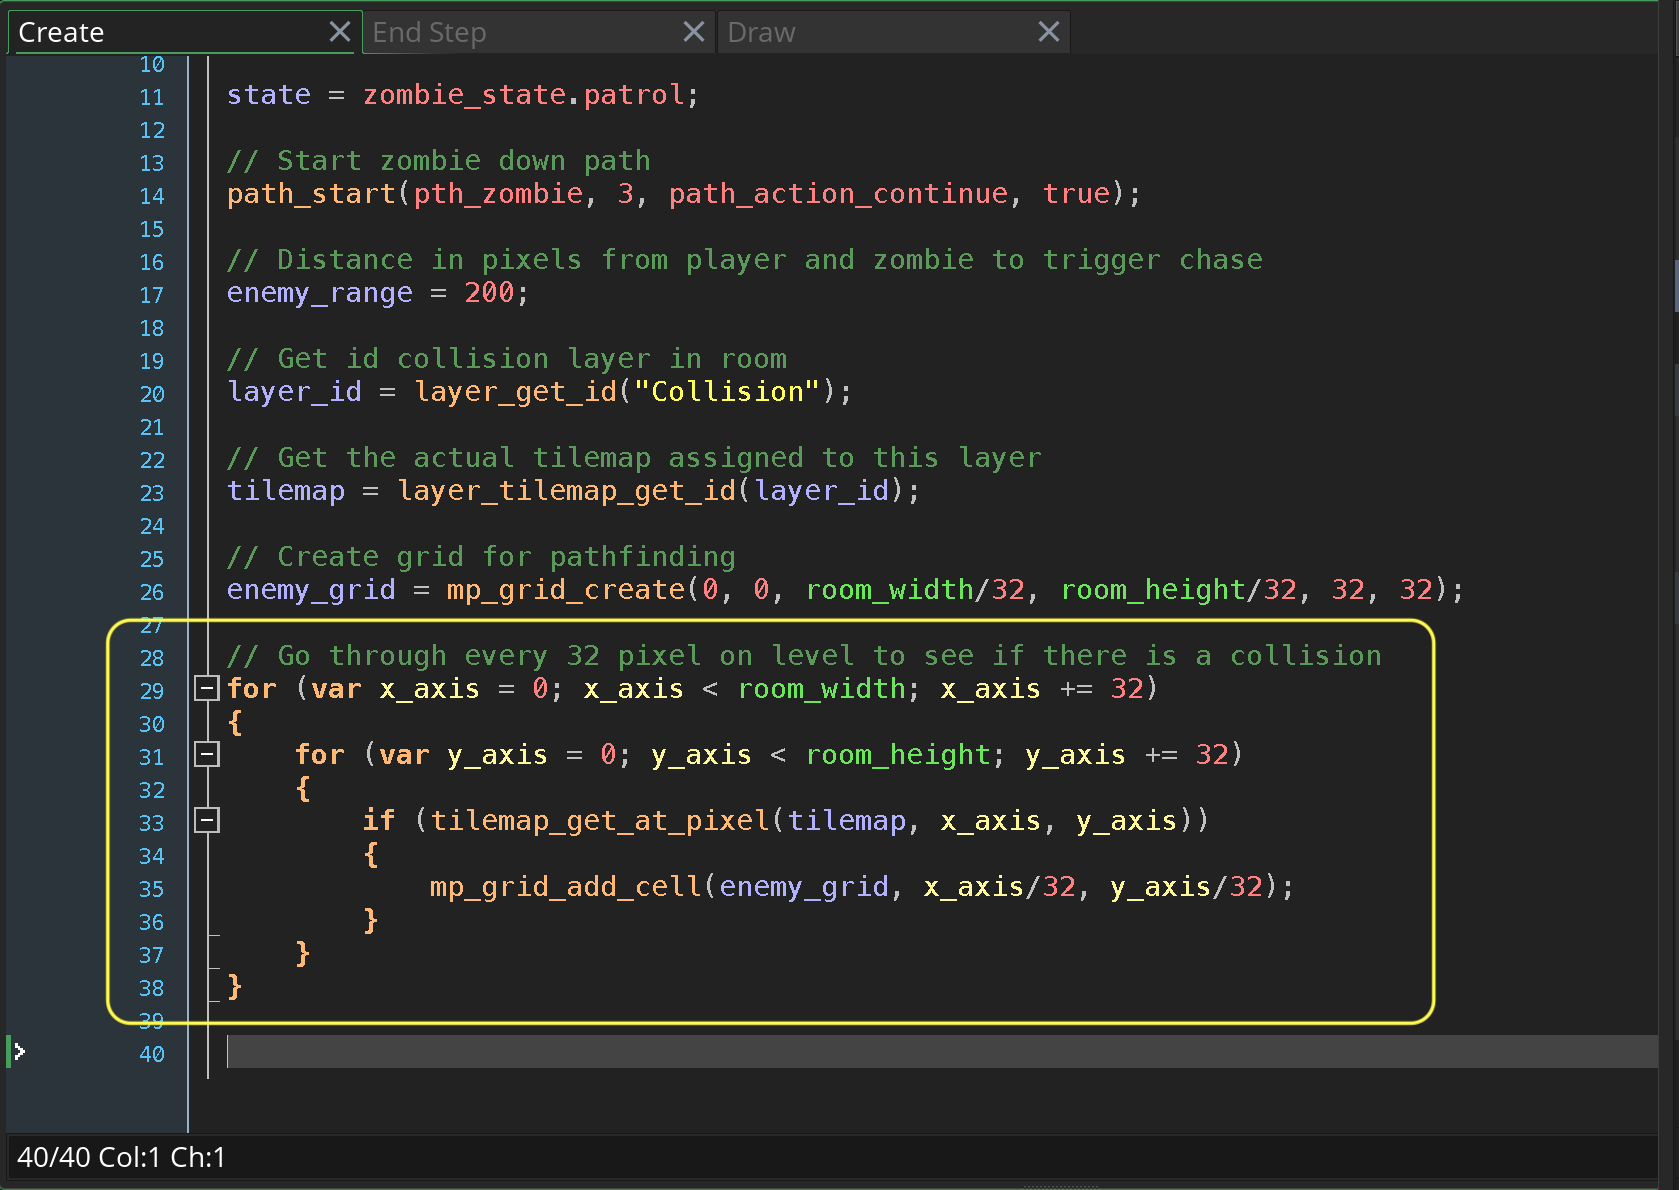 Create End Step Draw
10
11 state = zombie_state.patrol;
12
13 // Start zombie down path
14 path_start(pth_zombie, 3, path_action_continue, true);
15
16 // Distance in pixels from player and zombie to trigger chase
17 enemy_range = 200;
18
19 // Get id collision layer in room
20 layer_id = layer_get_id("Collision");
21
22 // Get the actual tilemap assigned to this layer
23 tilemap = layer_tilemap_get_id(layer_id);
24
25 // Create grid for pathfinding
26 enemy_grid = mp_grid_create(0, 0, room_width/32, room_height/32, 32, 32);
27
28 // Go through every 32 pixel on level to see if there is a collision
29 for (var x_axis = 0; x_axis < room_width; x_axis += 32)
30 {
31     for (var y_axis = 0; y_axis < room_height; y_axis += 32)
32     {
33         if (tilemap_get_at_pixel(tilemap, x_axis, y_axis))
34         {
35             mp_grid_add_cell(enemy_grid, x_axis/32, y_axis/32);
36         }
37     }
38 }
39
40
40/40 Col:1 Ch:1